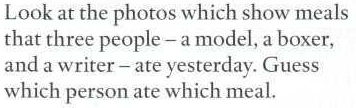 Look at the photos which show meals
that three people – a model, a boxer,
and a writer – ate yesterday. Guess
which person ate which meal.